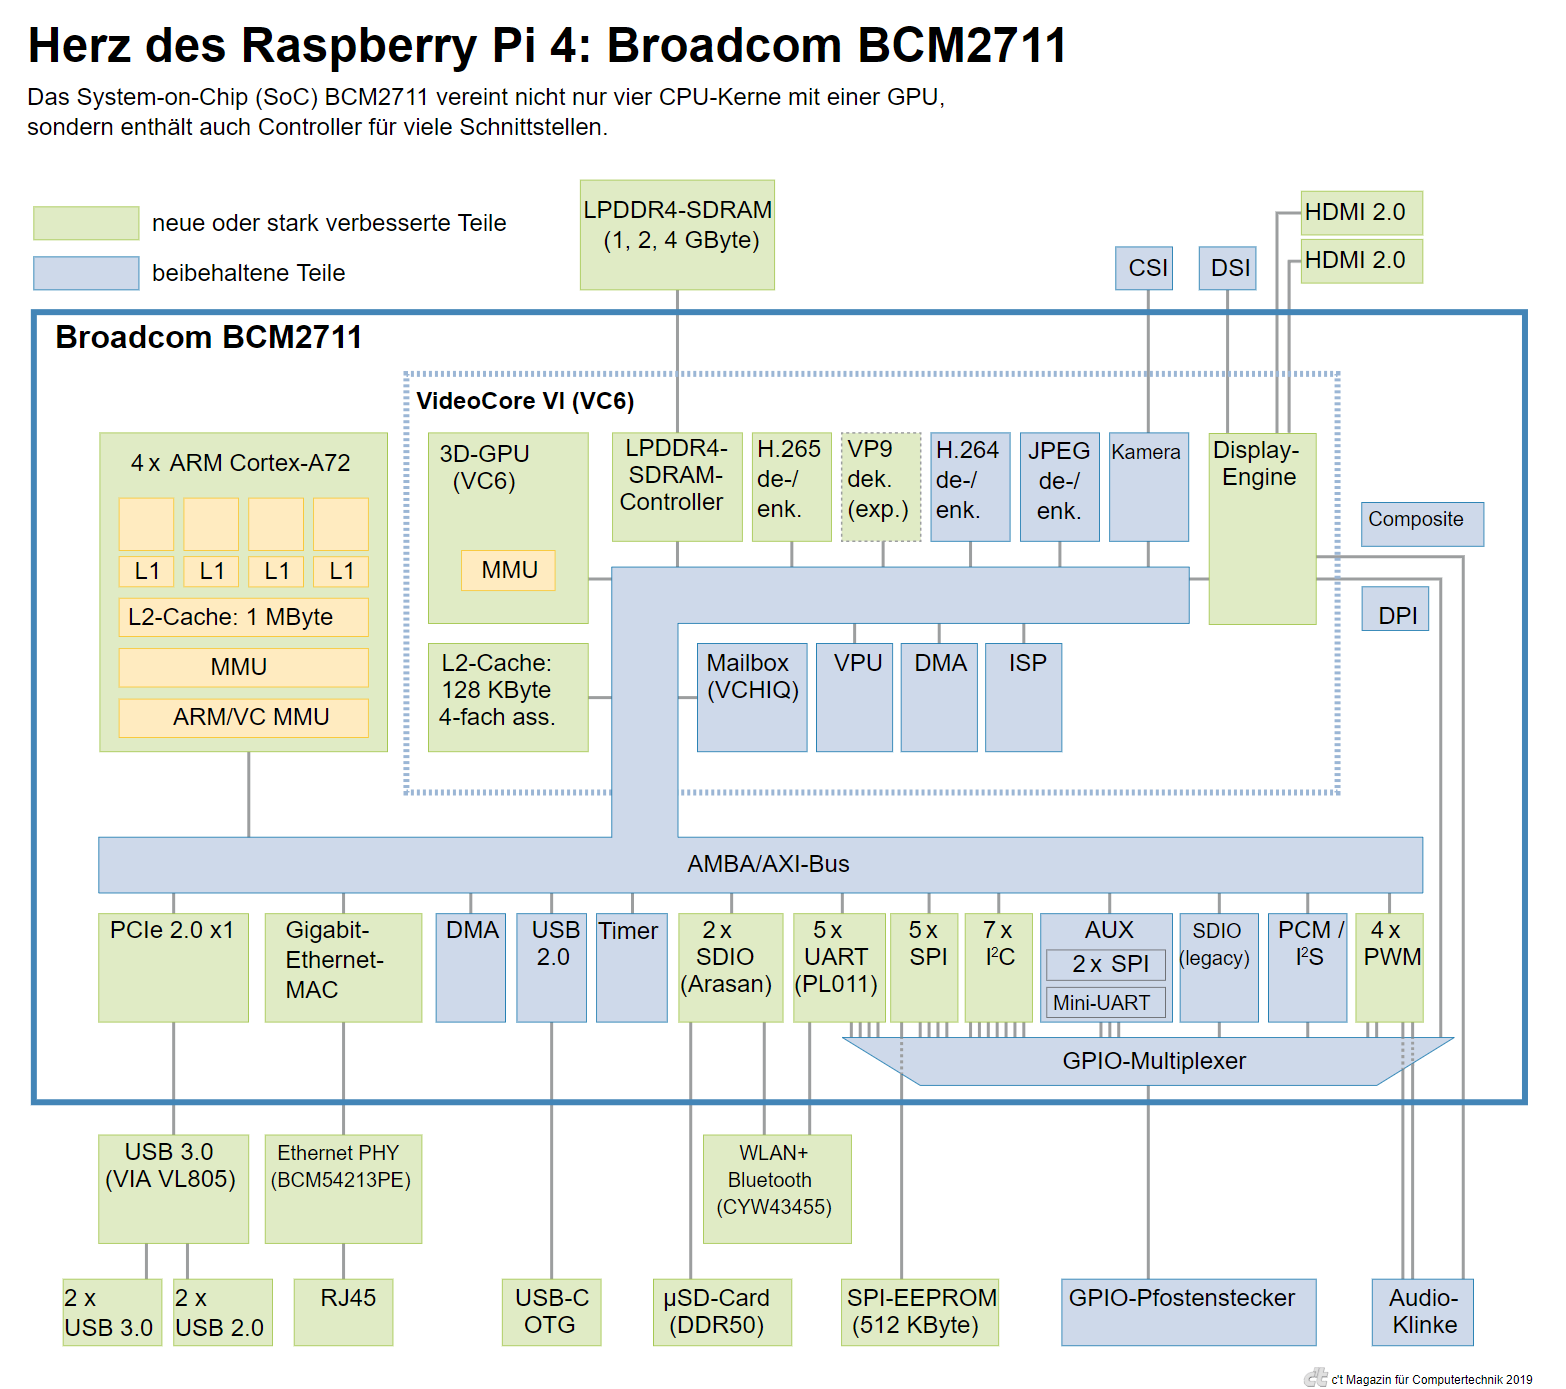 Herz des Raspberry Pi 4: Broadcom BCM2711
Das System-on-Chip (SoC) BCM2711 vereint nicht nur vier CPU-Kerne mit einer GPU,
sondern enthält auch Controller für viele Schnittstellen.
neue oder stark verbesserte Teile
beibehaltene Teile
LPDDR4-SDRAM
(1, 2, 4 GByte)
CSI
DSI
HDMI 2.0
HDMI 2.0
Broadcom BCM2711
VideoCore VI (VC6)
4 x ARM Cortex-A72
L1
L1
L1
L1
L2-Cache: 1 MByte
MMU
ARM/VC MMU
3D-GPU
(VC6)
MMU
LPDDR4-
SDRAM-
Controller
H.265
de-/
enk.
VP9
dek.
(exp.)
H.264
de-/
enk.
JPEG
de-/
enk.
Kamera
Display-
Engine
Composite
DPI
L2-Cache:
128 KByte
4-fach ass.
Mailbox
(VCHIQ)
VPU
DMA
ISP
AMBA/AXI-Bus
PCIe 2.0 x1
Gigabit-
Ethernet-
MAC
DMA
USB
2.0
Timer
2 x
SDIO
(Arasan)
5 x
UART
(PL011)
5 x
SPI
7 x
I²C
AUX
2 x SPI
Mini-UART
SDIO
(legacy)
PCM /
I²S
4 x
PWM
GPIO-Multiplexer
USB 3.0
(VIA VL805)
Ethernet PHY
(BCM54213PE)
WLAN+
Bluetooth
(CYW43455)
2 x
USB 3.0
2 x
USB 2.0
RJ45
USB-C
OTG
µSD-Card
(DDR50)
SPI-EEPROM
(512 KByte)
GPIO-Pfostenstecker
Audio-
Klinke
c't c't Magazin für Computertechnik 2019